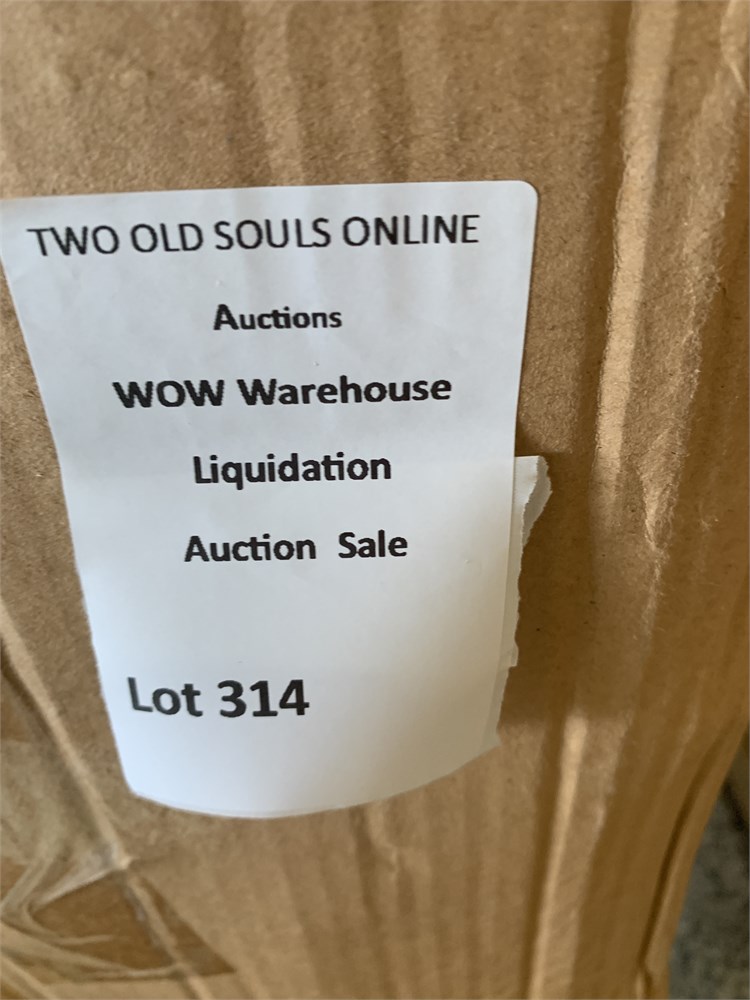 TWO OLD SOULS ONLINE
Auctions
WOW Warehouse
Liquidation
Auction Sale
Lot 314